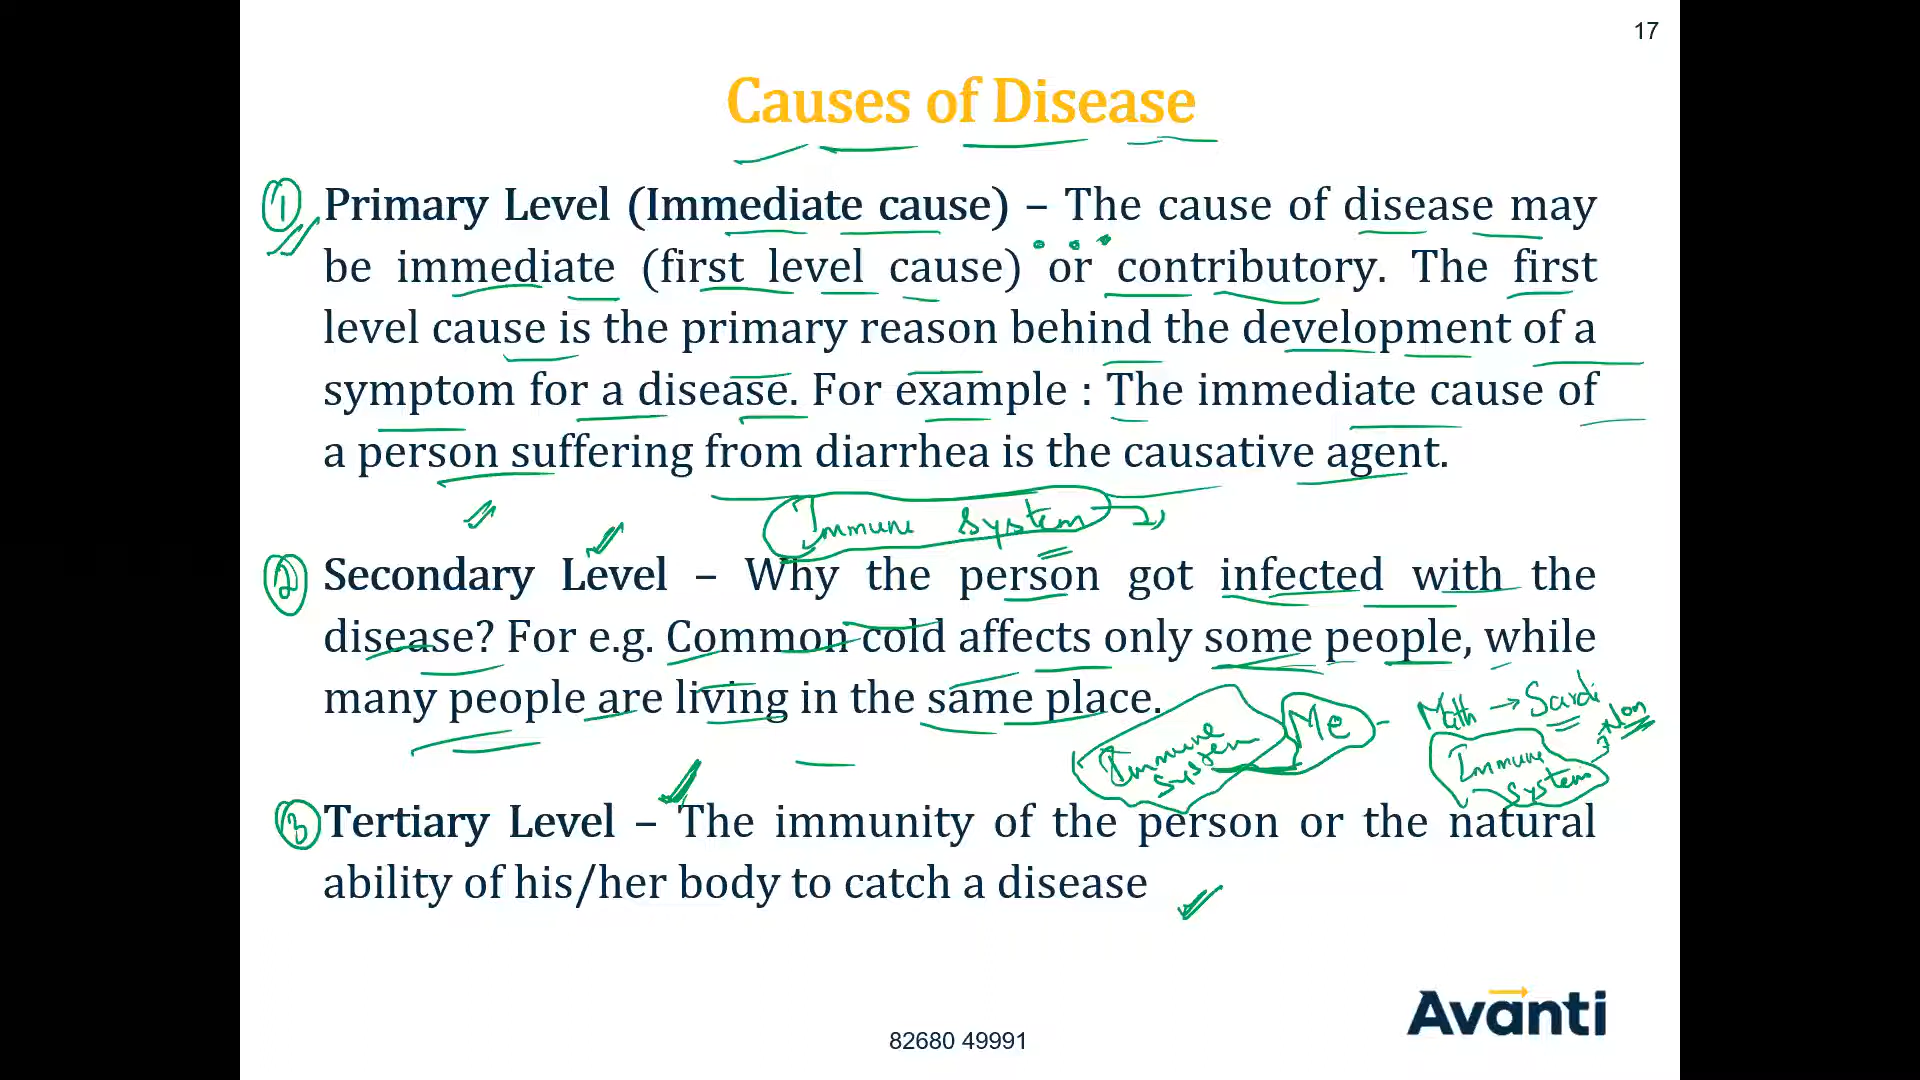 17
Causes of Disease
1 Primary Level (Immediate cause) – The cause of disease may
be immediate (first level cause) or contributory. The first
level cause is the primary reason behind the development of a
symptom for a disease. For example : The immediate cause of
a person suffering from diarrhea is the causative agent.
Immune System
2 Secondary Level – Why the person got infected with the
disease? For e.g. Common cold affects only some people, while
many people are living in the same place.
Immune System Me Math → Sardi
Immune System Non
3 Tertiary Level – The immunity of the person or the natural
ability of his/her body to catch a disease
Avanti
82680 49991